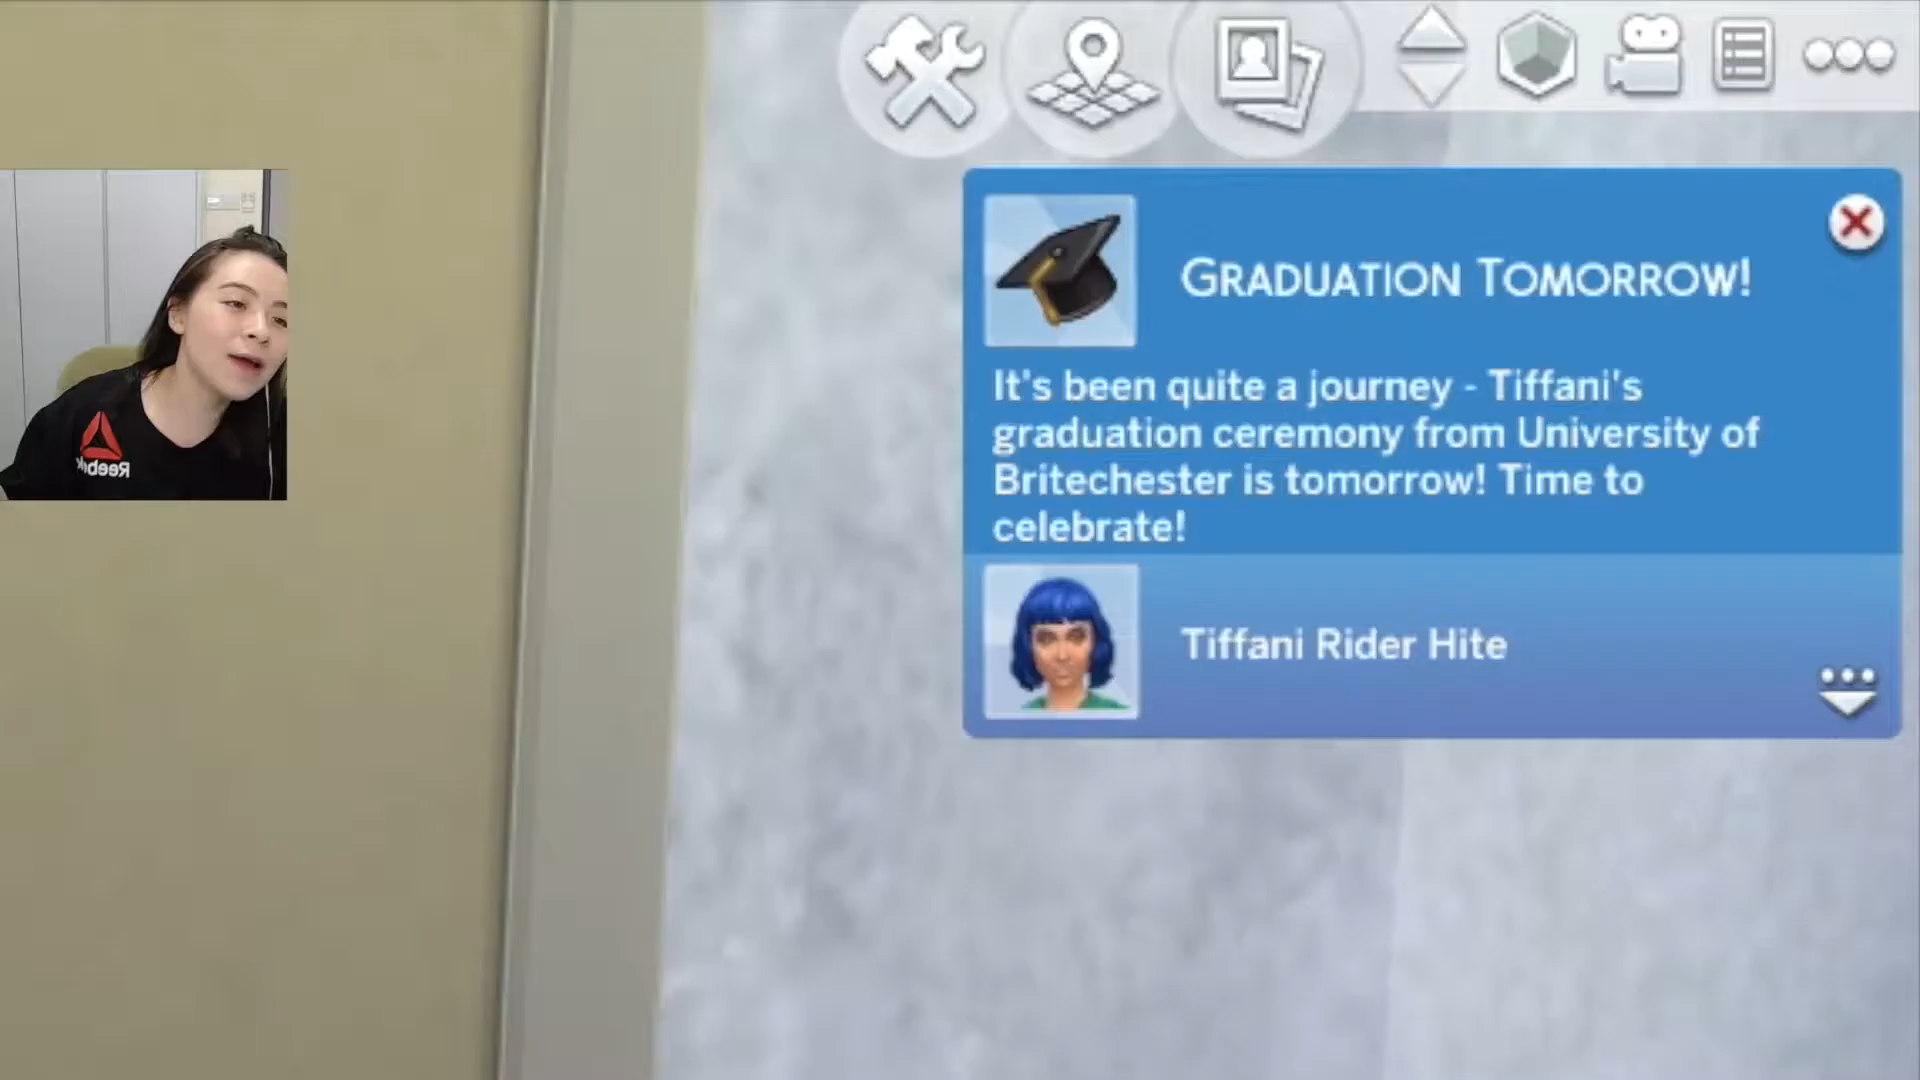 GRADUATION TOMORROW!
It's been quite a journey - Tiffani's
graduation ceremony from University of
Britechester is tomorrow! Time to
celebrate!
Tiffani Rider Hite
Reebok